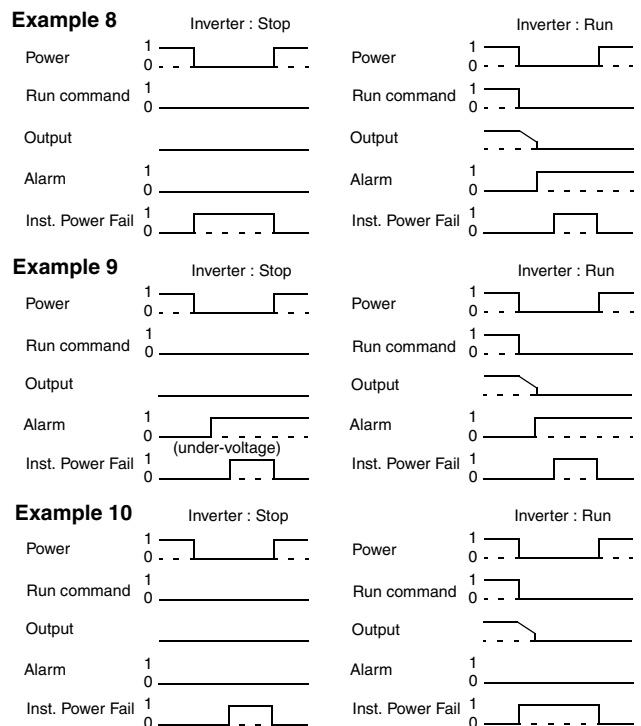 Example 8
Inverter : Stop
Power 1 0
Run command 1 0
Output
Alarm 1 0
Inst. Power Fail 1 0
Inverter : Run
Power 1 0
Run command 1 0
Output
Alarm 1 0
Inst. Power Fail 1 0
Example 9
Inverter : Stop
Power 1 0
Run command 1 0
Output
Alarm 1 0
(under-voltage)
Inst. Power Fail 1 0
Inverter : Run
Power 1 0
Run command 1 0
Output
Alarm 1 0
Inst. Power Fail 1 0
Example 10
Inverter : Stop
Power 1 0
Run command 1 0
Output
Alarm 1 0
Inst. Power Fail 1 0
Inverter : Run
Power 1 0
Run command 1 0
Output
Alarm 1 0
Inst. Power Fail 1 0